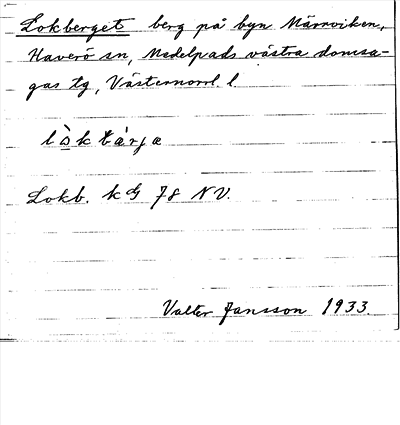 Lokberget berg på byn Märrviken,
Haverö sn, Medelpads västra domsa-
gas tg, Västernorrl. l.
Lokb. kG 78 NV.
Valter Jansson 1933.